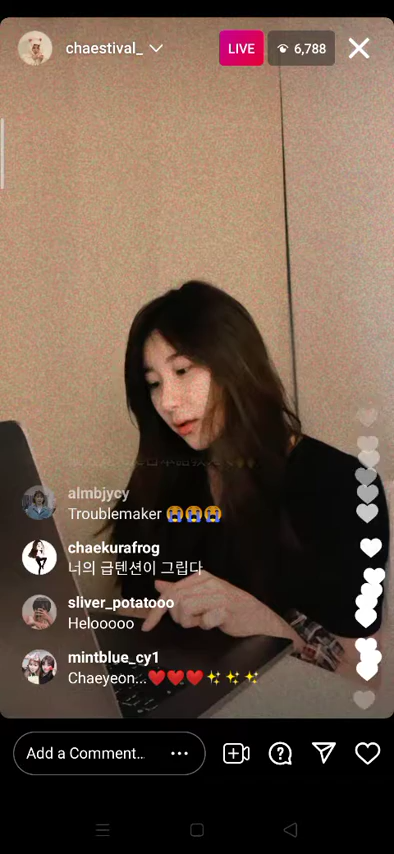 chaestival_
LIVE
6,788
almbjycy
Troublemaker 😭😭😭
chaekurafrog
너의 급텐션이 그립다
sliver_potatooo
Helooooo
mintblue_cy1
Chaeyeon...❤️❤️❤️✨✨✨
Add a Comment...